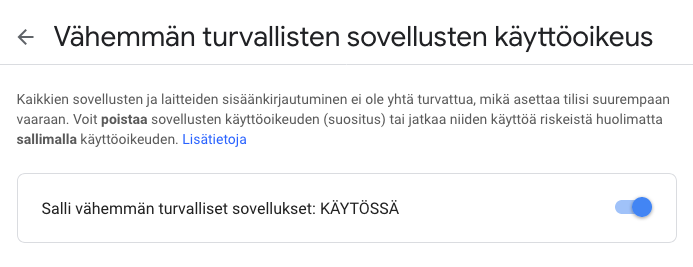 Vähemmän turvallisten sovellusten käyttöoikeus
Kaikkien sovellusten ja laitteiden sisäänkirjautuminen ei ole yhtä turvattua, mikä asettaa tilisi suurempaan
vaaraan. Voit poistaa sovellusten käyttöoikeuden (suositus) tai jatkaa niiden käyttöä riskeistä huolimatta
sallimalla käyttöoikeuden. Lisätietoja
Salli vähemmän turvalliset sovellukset: KÄYTÖSSÄ